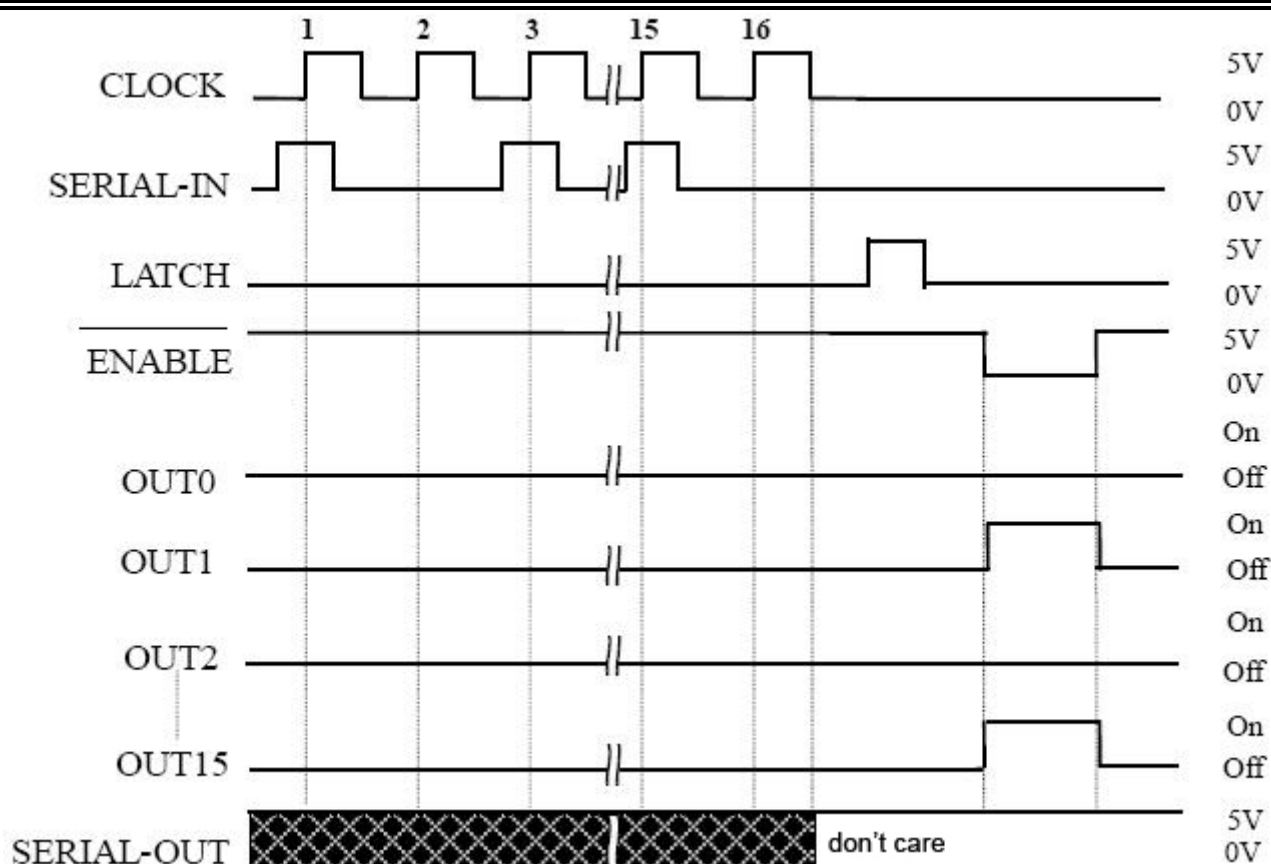 1 2 3 15 16
CLOCK 5V
0V
SERIAL-IN 5V
0V
LATCH 5V
0V
ENABLE 5V
0V
On
OUT0 Off
On
OUT1 Off
On
OUT2 Off
On
OUT15 Off
SERIAL-OUT don't care 5V
0V